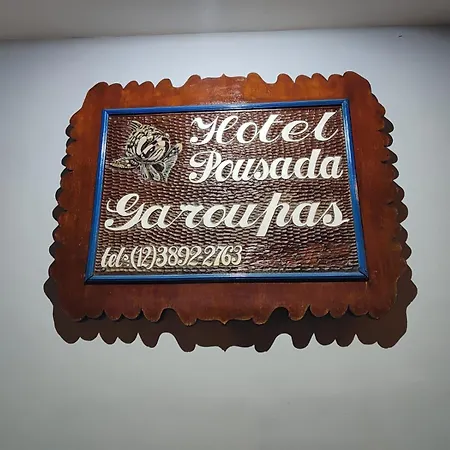 Hotel
Pousada
Garoupas
tel.:(12)3892-2763